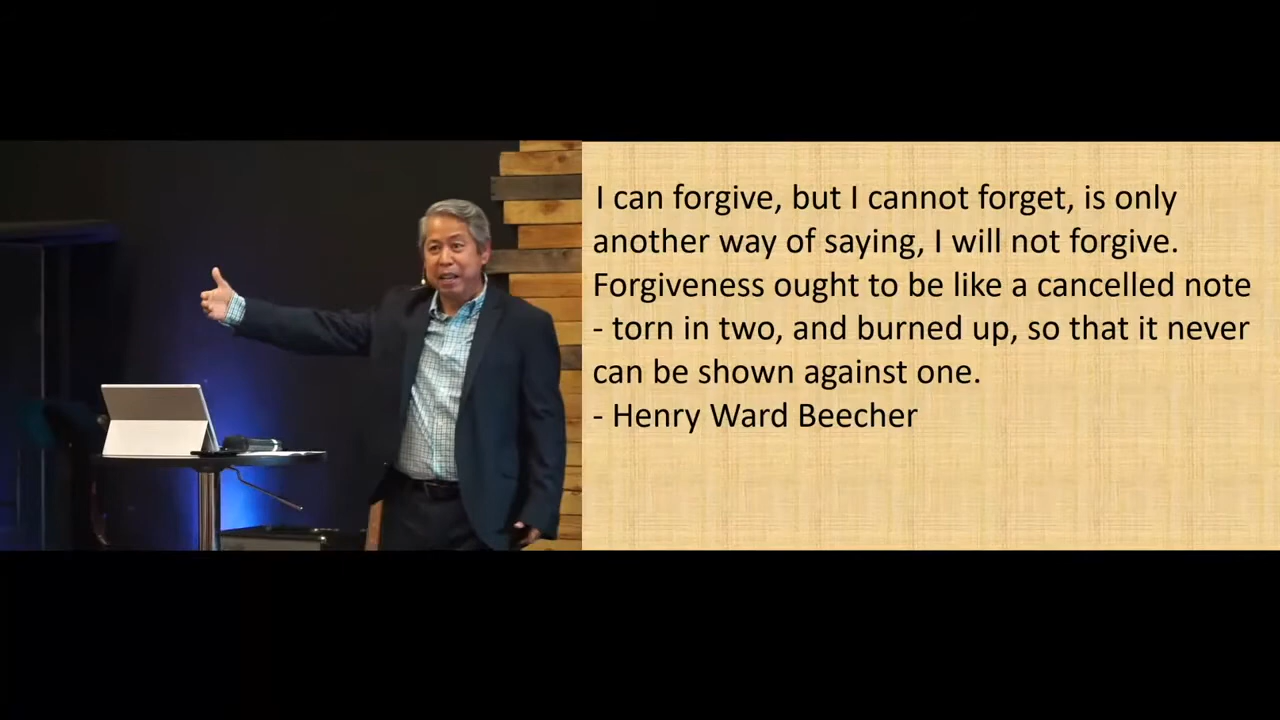 I can forgive, but I cannot forget, is only
another way of saying, I will not forgive.
Forgiveness ought to be like a cancelled note
- torn in two, and burned up, so that it never
can be shown against one.
- Henry Ward Beecher